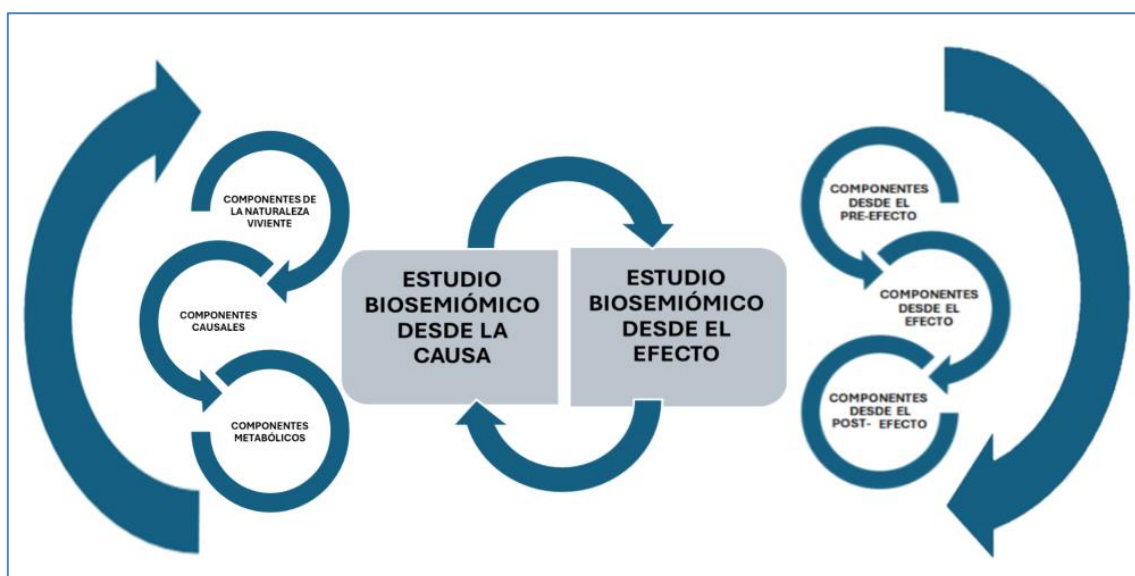 COMPONENTES DE
LA NATURALEZA
VIVIENTE
COMPONENTES
CAUSALES
COMPONENTES
METABÓLICOS
ESTUDIO
BIOSEMIÓMICO
DESDE LA
CAUSA
ESTUDIO
BIOSEMIÓMICO
DESDE EL
EFECTO
COMPONENTES
DESDE EL
PRE-EFECTO
COMPONENTES
DESDE EL
EFECTO
COMPONENTES
DESDE EL
POST- EFECTO